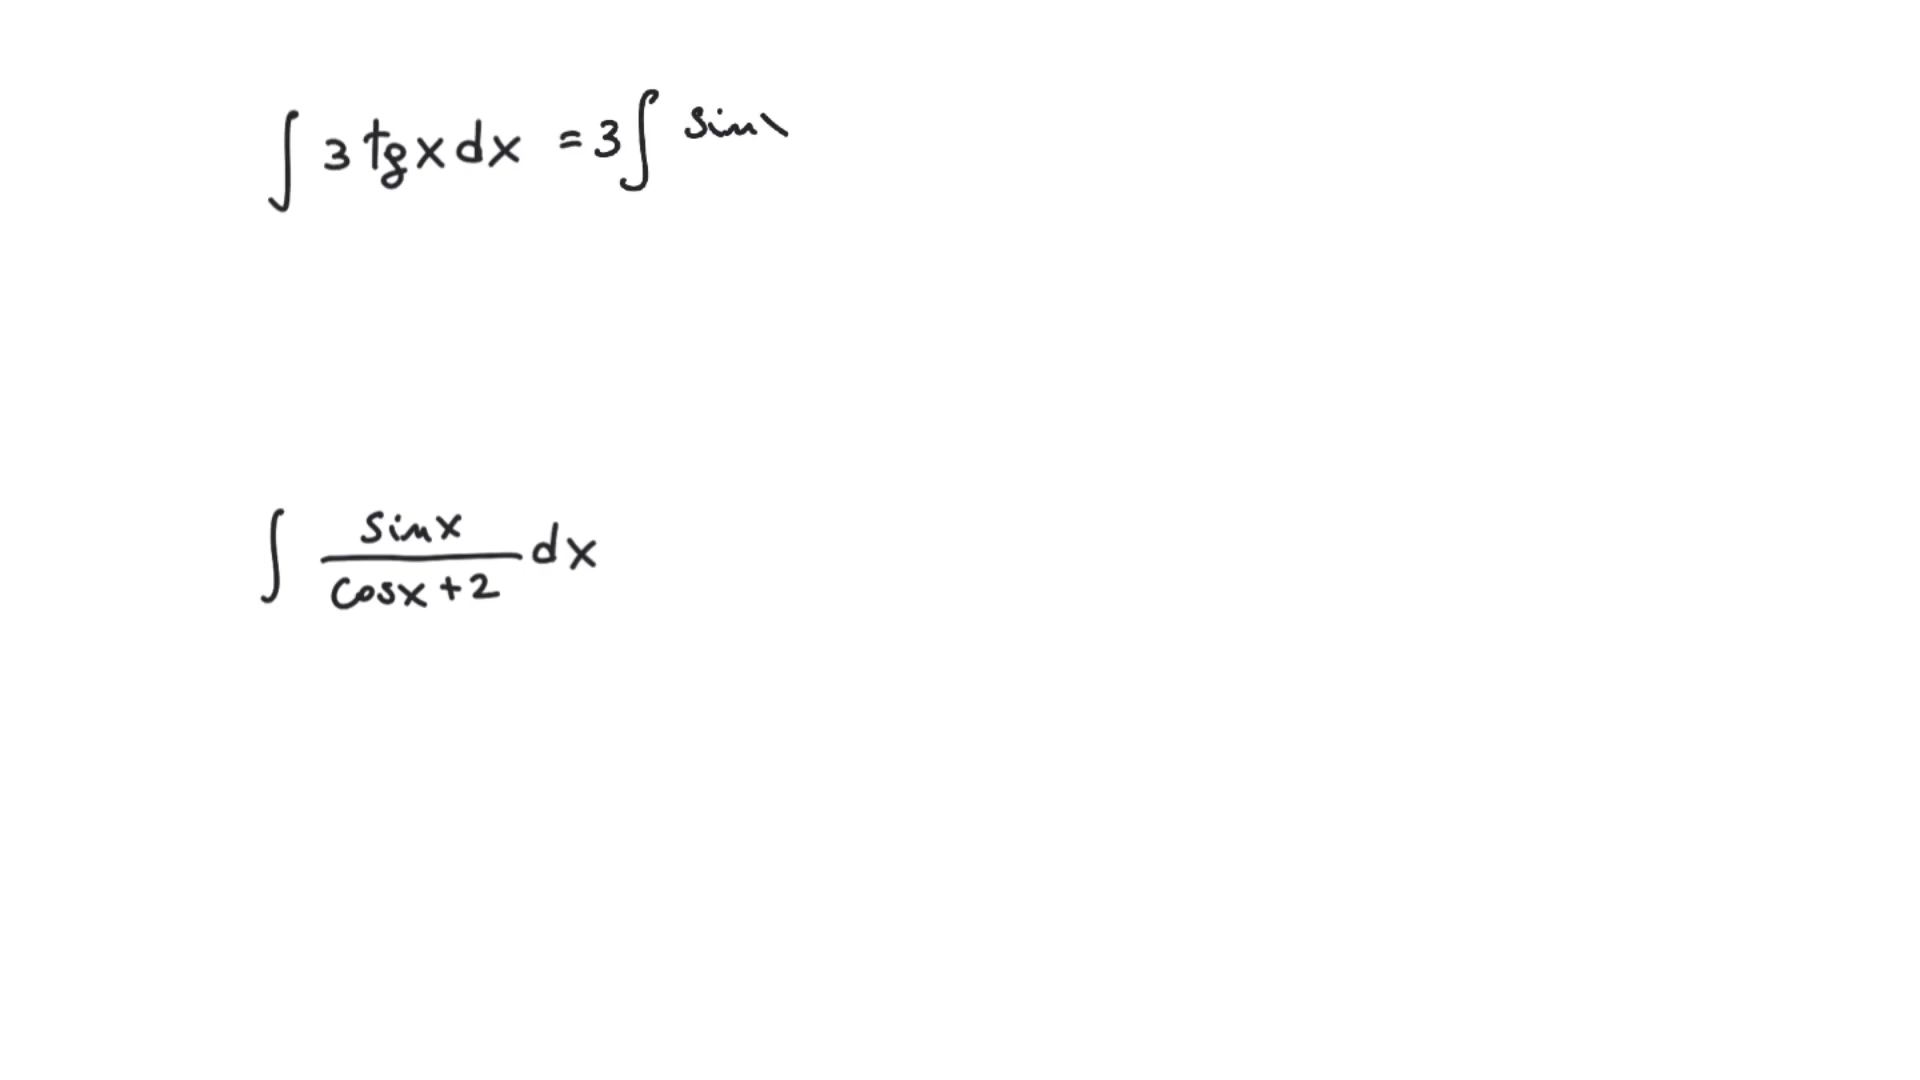 ∫ 3 tg x dx = 3 ∫ sin
∫ sin x / (cos x + 2) dx